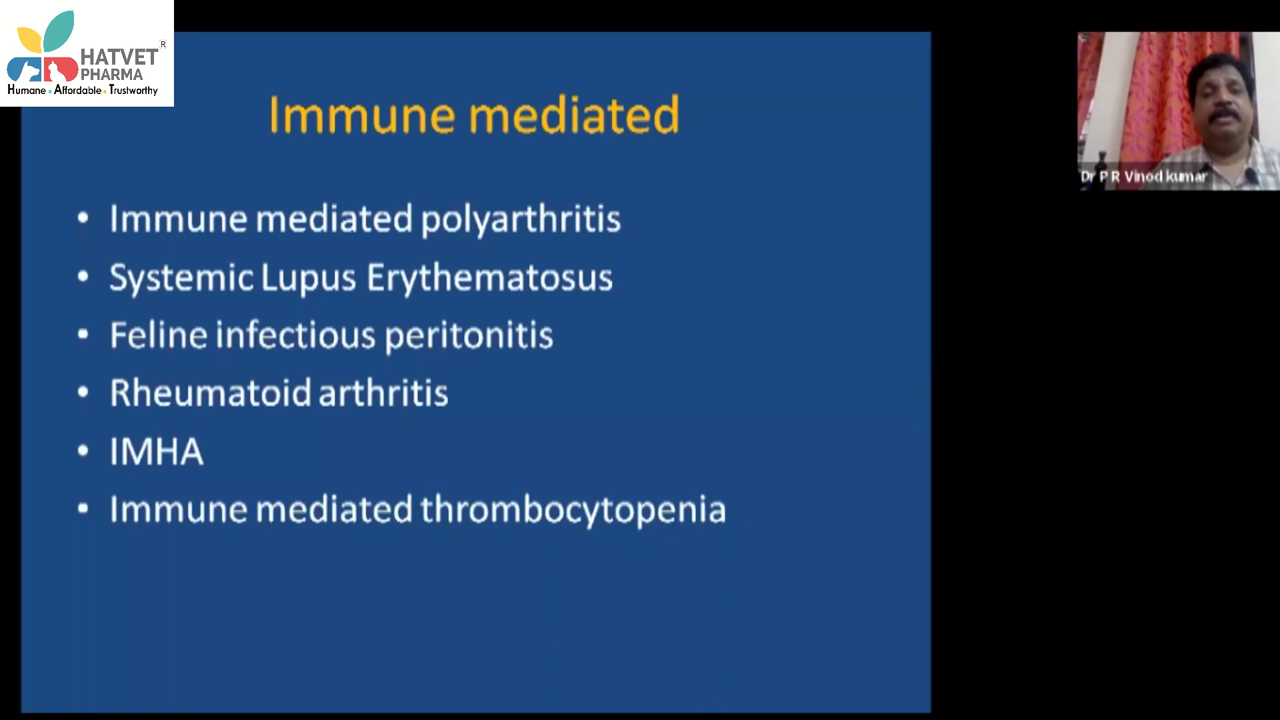 HATVET®
PHARMA
Humane • Affordable • Trustworthy
Immune mediated
• Immune mediated polyarthritis
• Systemic Lupus Erythematosus
• Feline infectious peritonitis
• Rheumatoid arthritis
• IMHA
• Immune mediated thrombocytopenia
Dr P R Vinod kumar